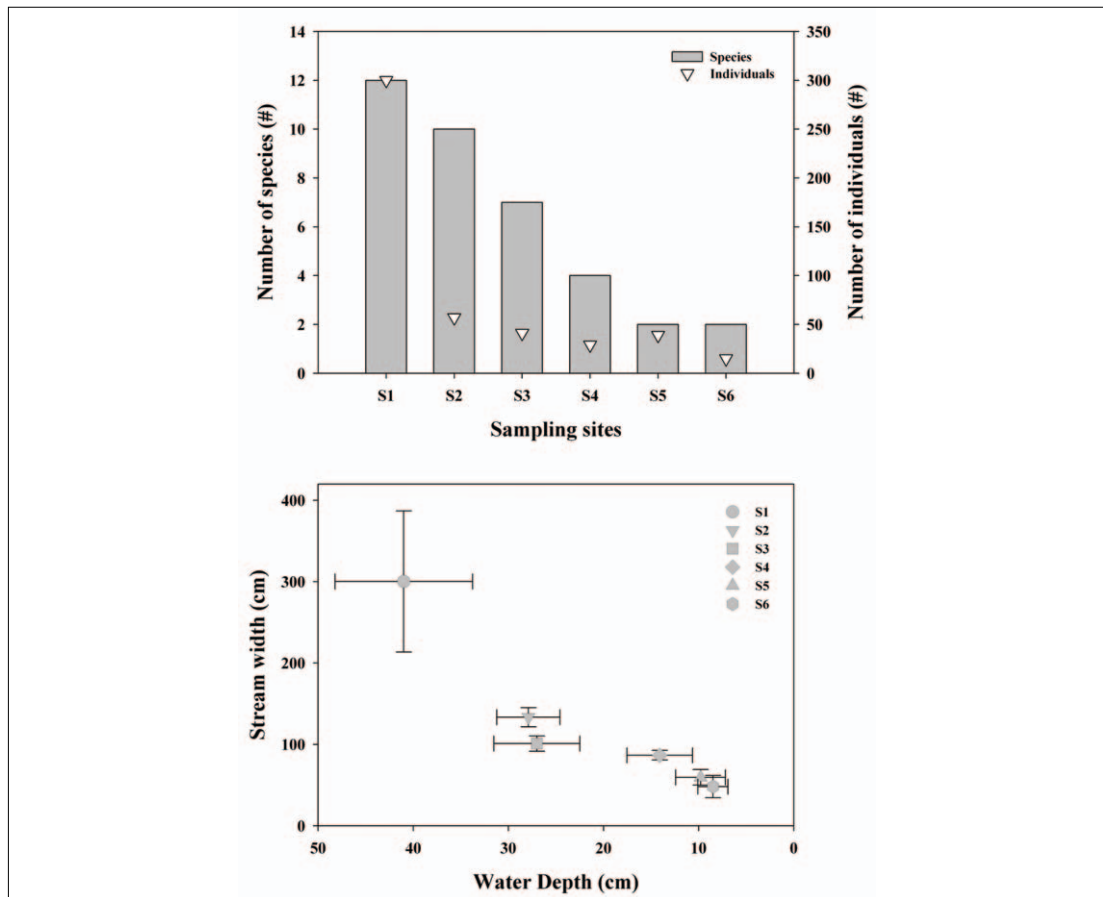 Number of species (#)
14
12
10
8
6
4
2
0
Species
Individuals
350
300
250
200
150
100
50
0
Number of individuals (#)
S1 S2 S3 S4 S5 S6
Sampling sites
Stream width (cm)
400
300
200
100
0
S1
S2
S3
S4
S5
S6
50 40 30 20 10 0
Water Depth (cm)